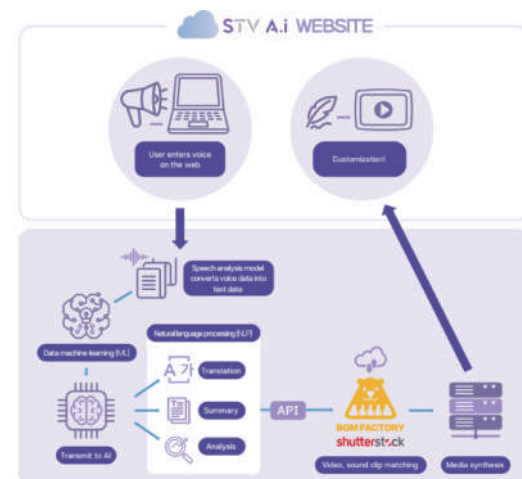 STV A.i WEBSITE
User enters voice
on the web
Customization!
Speech analysis model
converts voice data into
text data
Data machine learning [ML]
Natural language processing [NLP]
A 가
Translation
Summary
Analysis
Transmit to AI
API
BGM FACTORY
shutterstock
Video, sound clip matching
Media synthesis